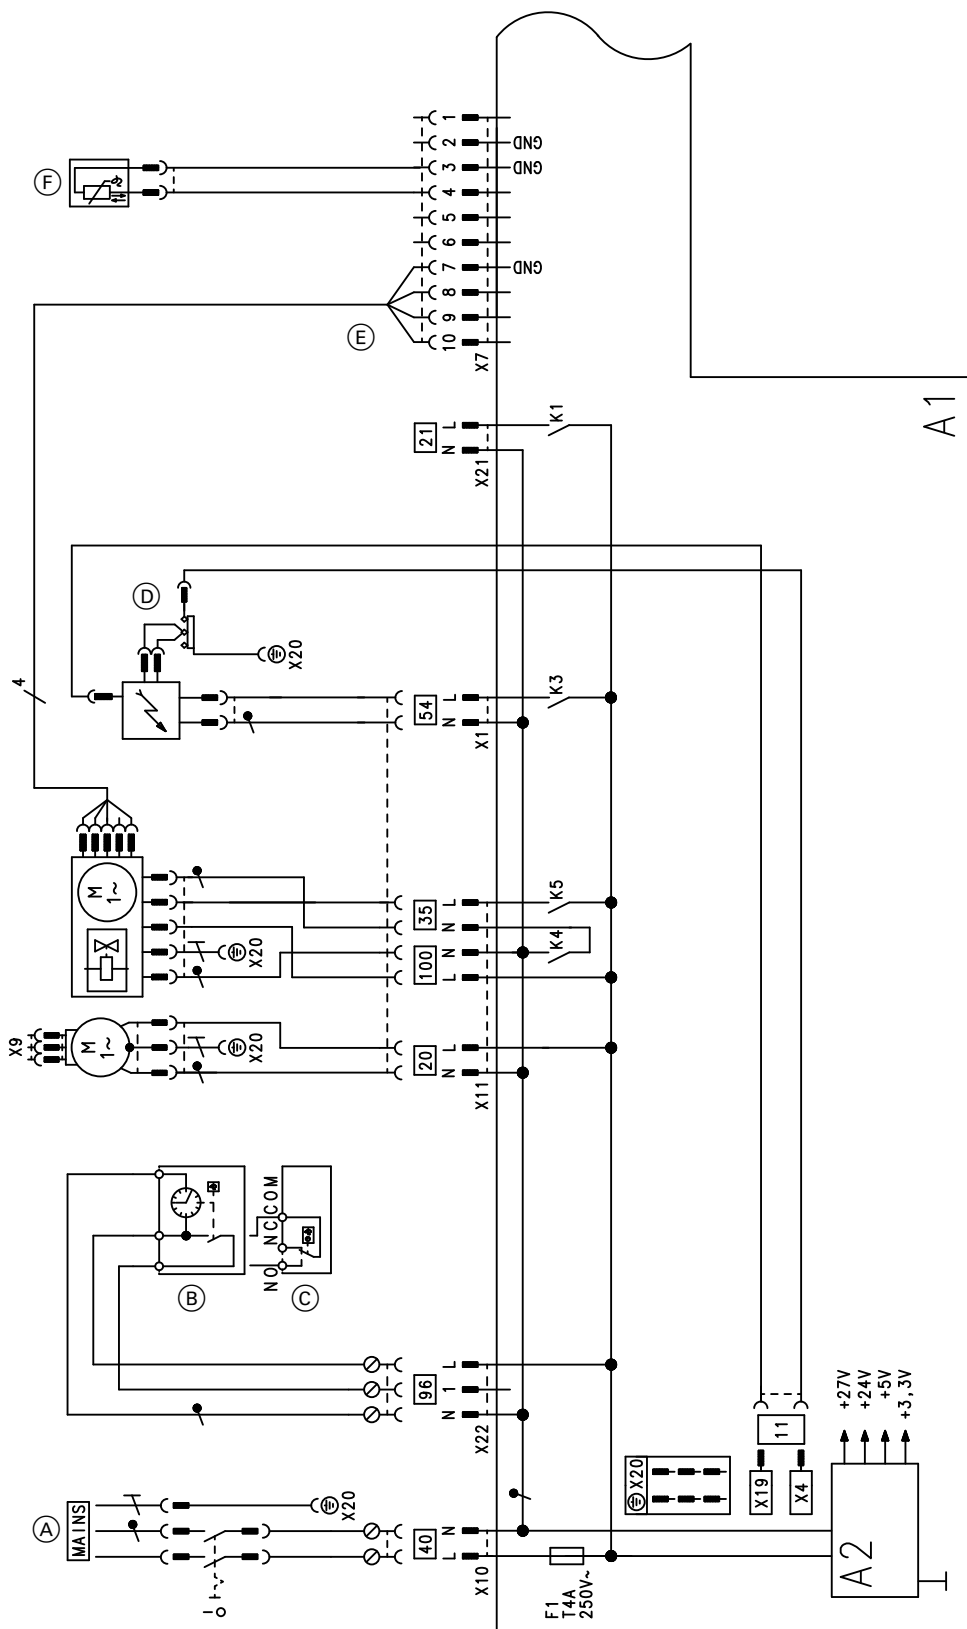 A
MAINS
X20
I O
40
L N
X10
F1
T4A
250V~
A2
+27V
+24V
+5V
+3,3V
X20
X19
X4
11
B
C
NO NC COM
96
N 1 L
X22
X9
M
1~
X20
20
N L
X11
M
1~
X20
100
L N
35
N L
K4
K5
4
D
X20
54
N L
X1
K3
21
N L
X21
K1
E
F
10 9 8 7 6 5 4 3 2 1
X7
GND
GND
GND
A1